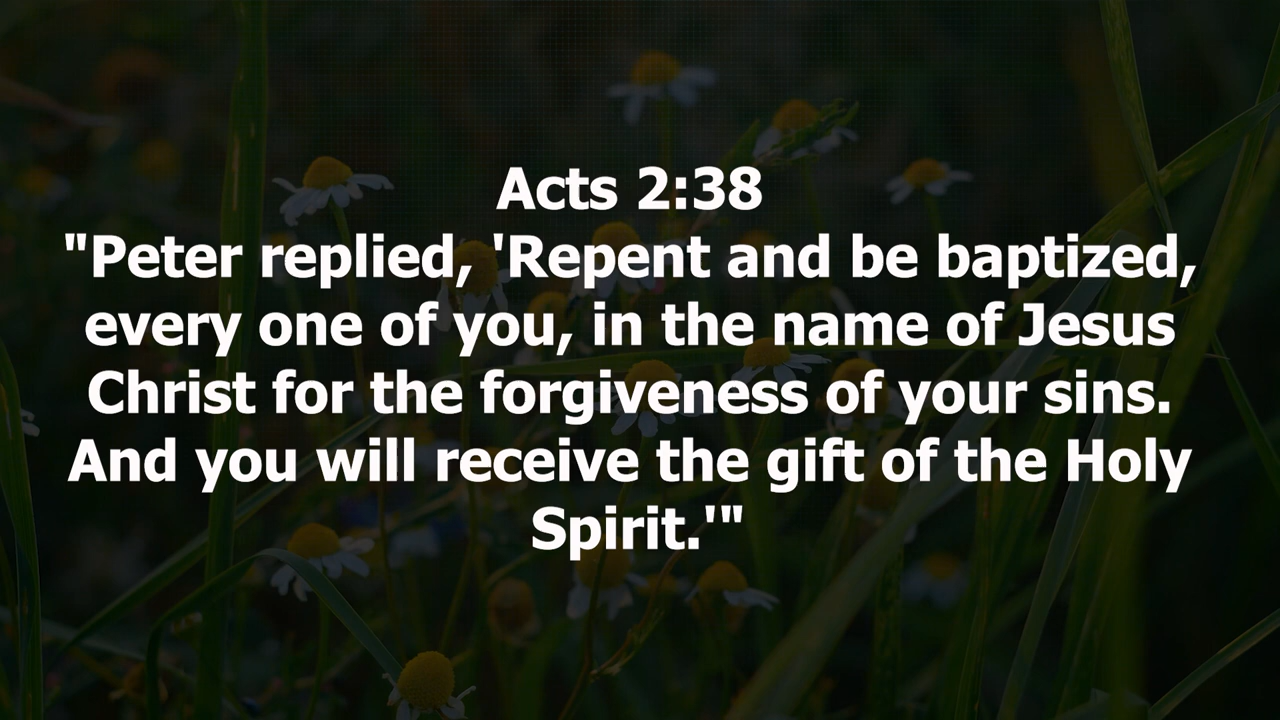 Acts 2:38
"Peter replied, 'Repent and be baptized,
every one of you, in the name of Jesus
Christ for the forgiveness of your sins.
And you will receive the gift of the Holy
Spirit.'"